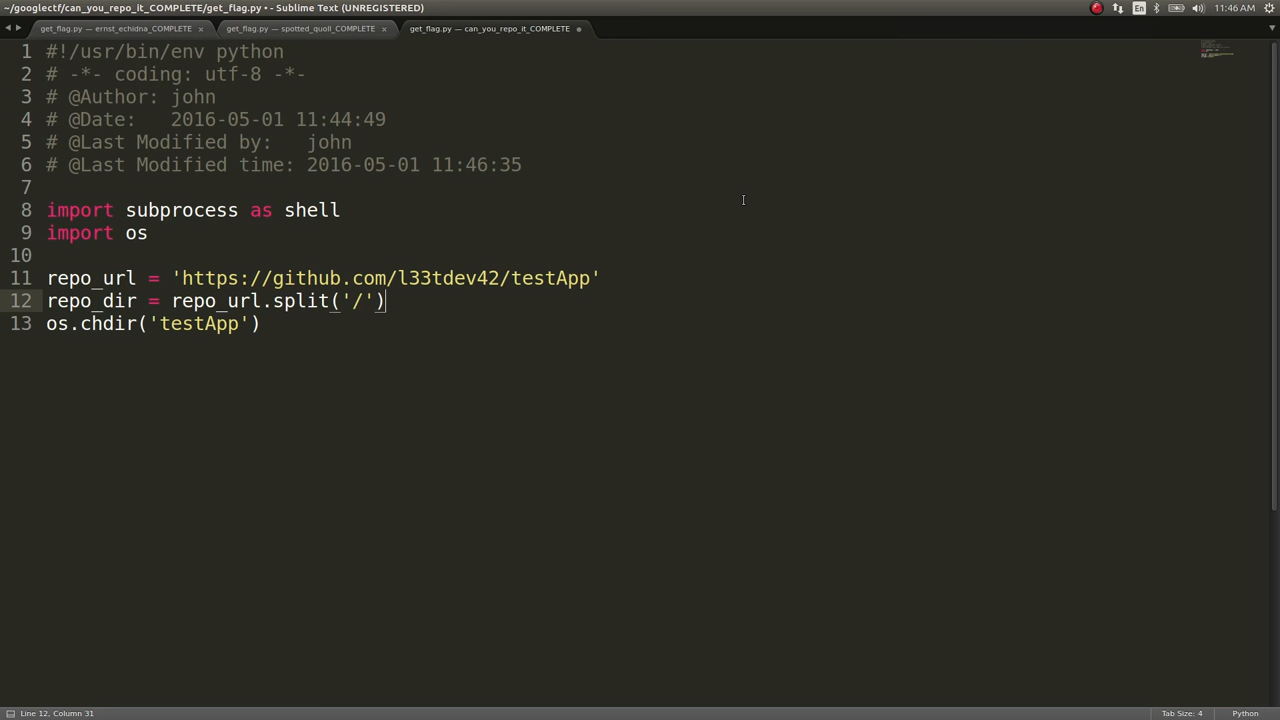 ~/googlectf/can_you_repo_it_COMPLETE/get_flag.py • - Sublime Text (UNREGISTERED)
En
11:46 AM
get_flag.py — ernst_echidna_COMPLETE ×
get_flag.py — spotted_quoll_COMPLETE ×
get_flag.py — can_you_repo_it_COMPLETE
1 #!/usr/bin/env python
2 # -*- coding: utf-8 -*-
3 # @Author: john
4 # @Date:   2016-05-01 11:44:49
5 # @Last Modified by:   john
6 # @Last Modified time: 2016-05-01 11:46:35
7
8 import subprocess as shell
9 import os
10
11 repo_url = 'https://github.com/l33tdev42/testApp'
12 repo_dir = repo_url.split('/')
13 os.chdir('testApp')
Line 12, Column 31
Tab Size: 4
Python